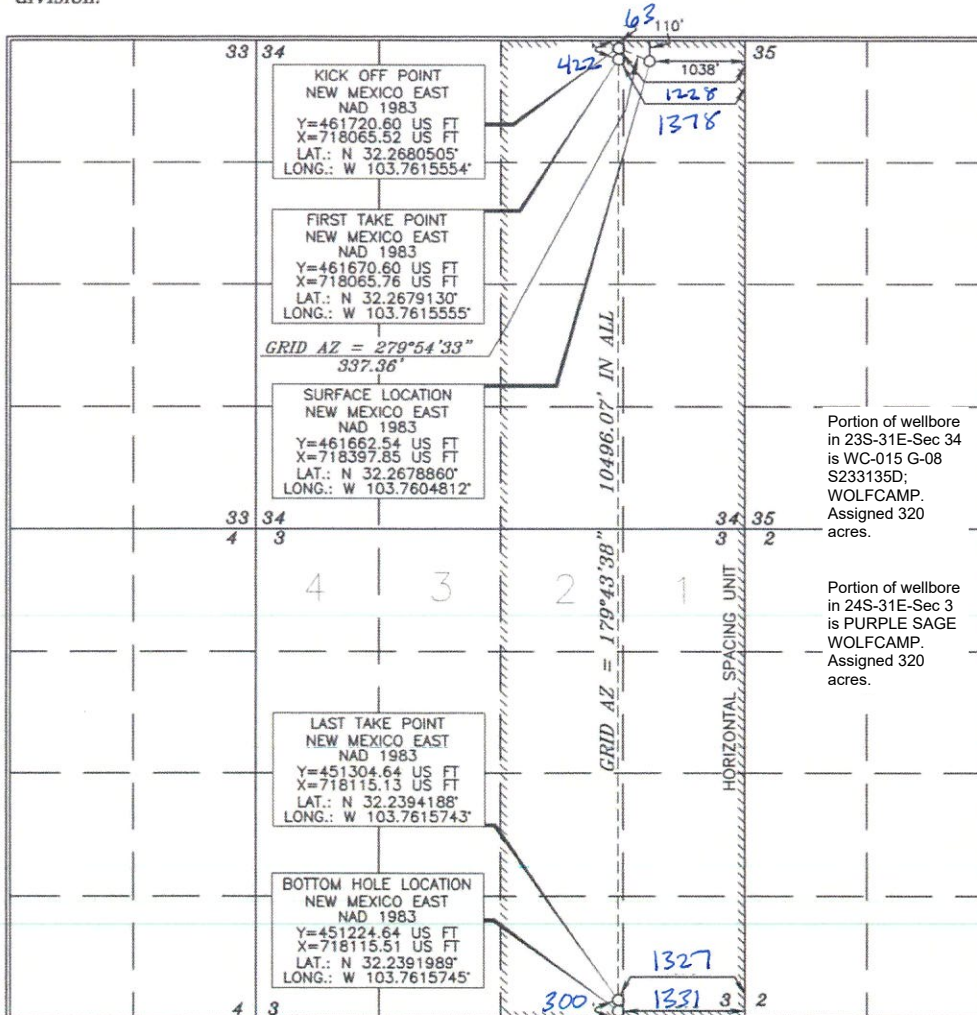 division.
63
110'
33 34
35
422
1038'
1228
1378
KICK OFF POINT
NEW MEXICO EAST
NAD 1983
Y=461720.60 US FT
X=718065.52 US FT
LAT.: N 32.2680505°
LONG.: W 103.7615554°
FIRST TAKE POINT
NEW MEXICO EAST
NAD 1983
Y=461670.60 US FT
X=718065.76 US FT
LAT.: N 32.2679130°
LONG.: W 103.7615555°
GRID AZ = 279°54'33"
337.36'
SURFACE LOCATION
NEW MEXICO EAST
NAD 1983
Y=461662.54 US FT
X=718397.85 US FT
LAT.: N 32.2678860°
LONG.: W 103.7604812°
GRID AZ = 179°43'38" 10496.07' IN ALL
Portion of wellbore
in 23S-31E-Sec 34
is WC-015 G-08
S233135D;
WOLFCAMP.
Assigned 320
acres.
33 34
34 35
4 3
3 2
4 3 2 1
HORIZONTAL SPACING UNIT
Portion of wellbore
in 24S-31E-Sec 3
is PURPLE SAGE
WOLFCAMP.
Assigned 320
acres.
LAST TAKE POINT
NEW MEXICO EAST
NAD 1983
Y=451304.64 US FT
X=718115.13 US FT
LAT.: N 32.2394188°
LONG.: W 103.7615743°
BOTTOM HOLE LOCATION
NEW MEXICO EAST
NAD 1983
Y=451224.64 US FT
X=718115.51 US FT
LAT.: N 32.2391989°
LONG.: W 103.7615745°
1327
300
1331
4 3
3 2